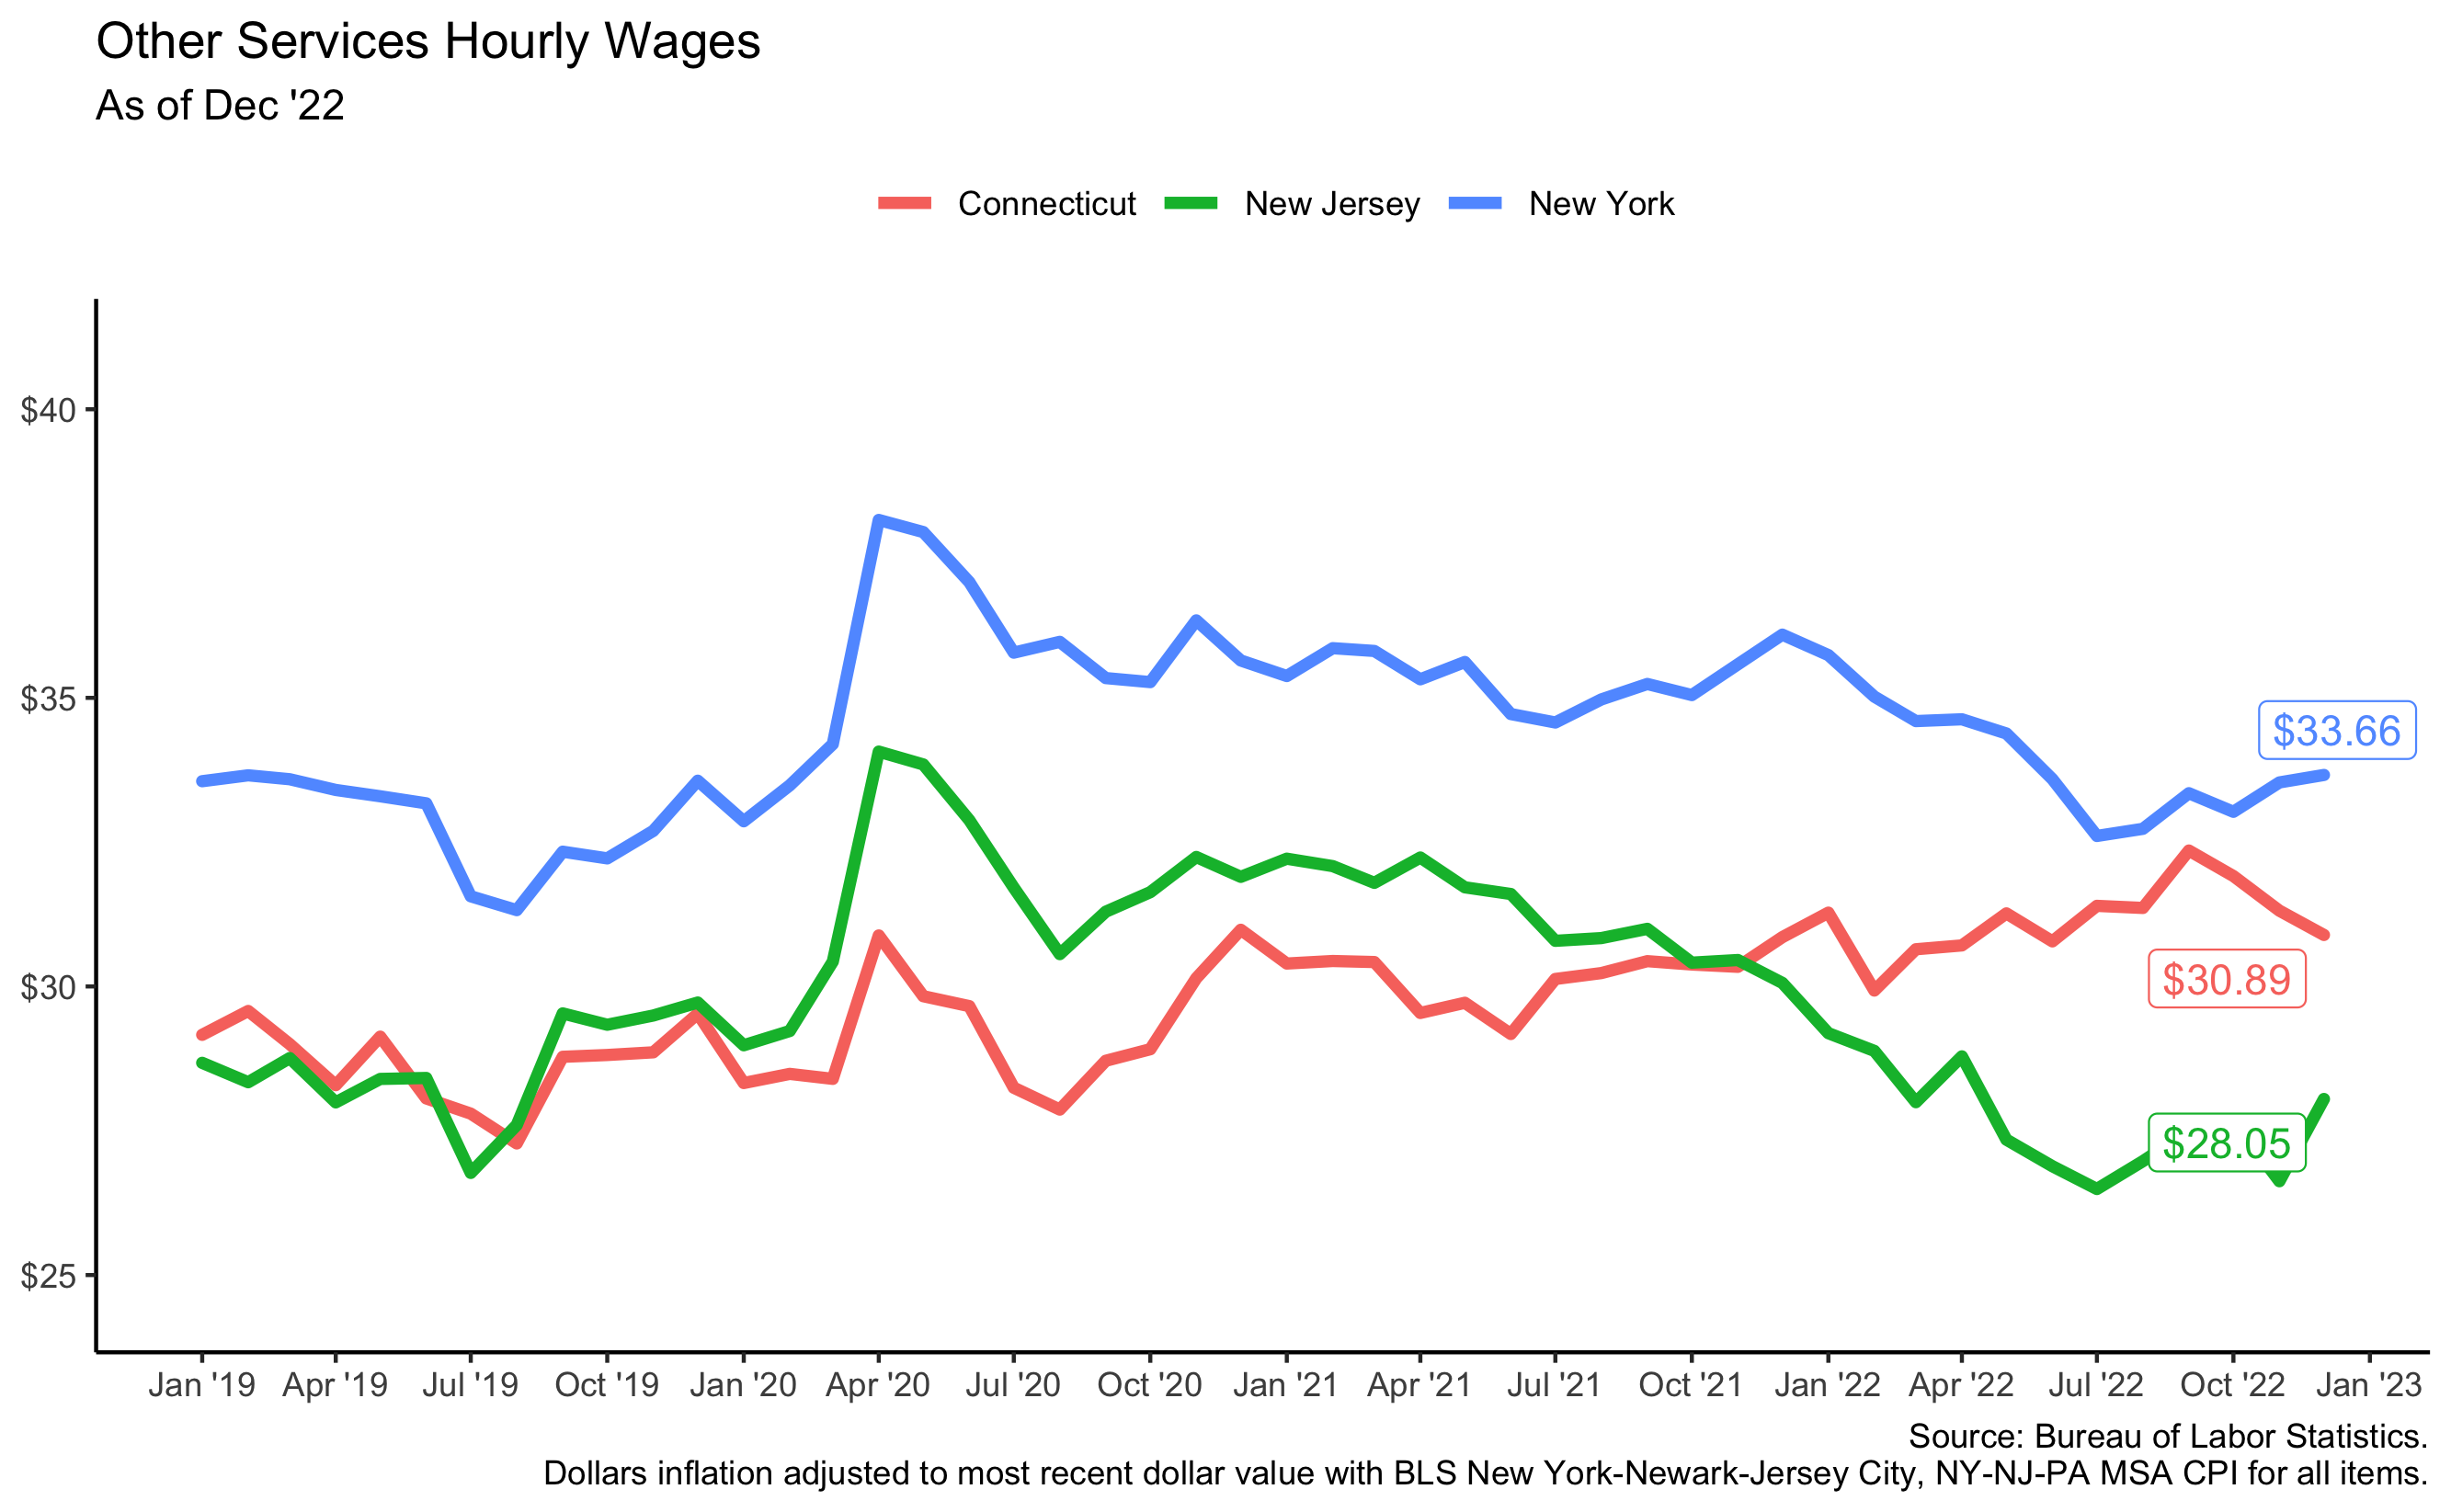 Other Services Hourly Wages
As of Dec '22
Connecticut New Jersey New York
$40
$35
$30
$25
$33.66
$30.89
$28.05
Jan '19 Apr '19 Jul '19 Oct '19 Jan '20 Apr '20 Jul '20 Oct '20 Jan '21 Apr '21 Jul '21 Oct '21 Jan '22 Apr '22 Jul '22 Oct '22 Jan '23
Source: Bureau of Labor Statistics.
Dollars inflation adjusted to most recent dollar value with BLS New York-Newark-Jersey City, NY-NJ-PA MSA CPI for all items.